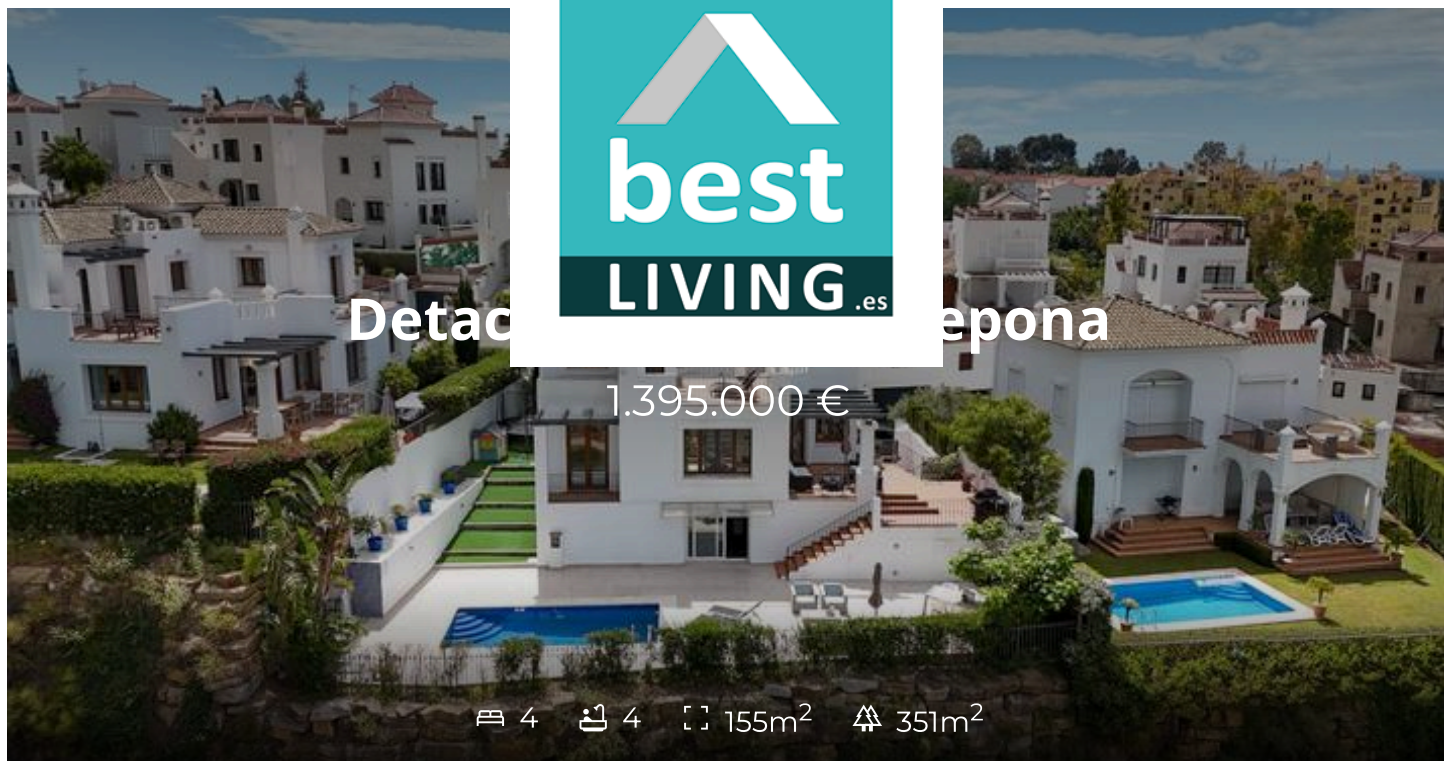 best
LIVING.es
Detac epona
1.395.000 €
4 4 155m² 351m²